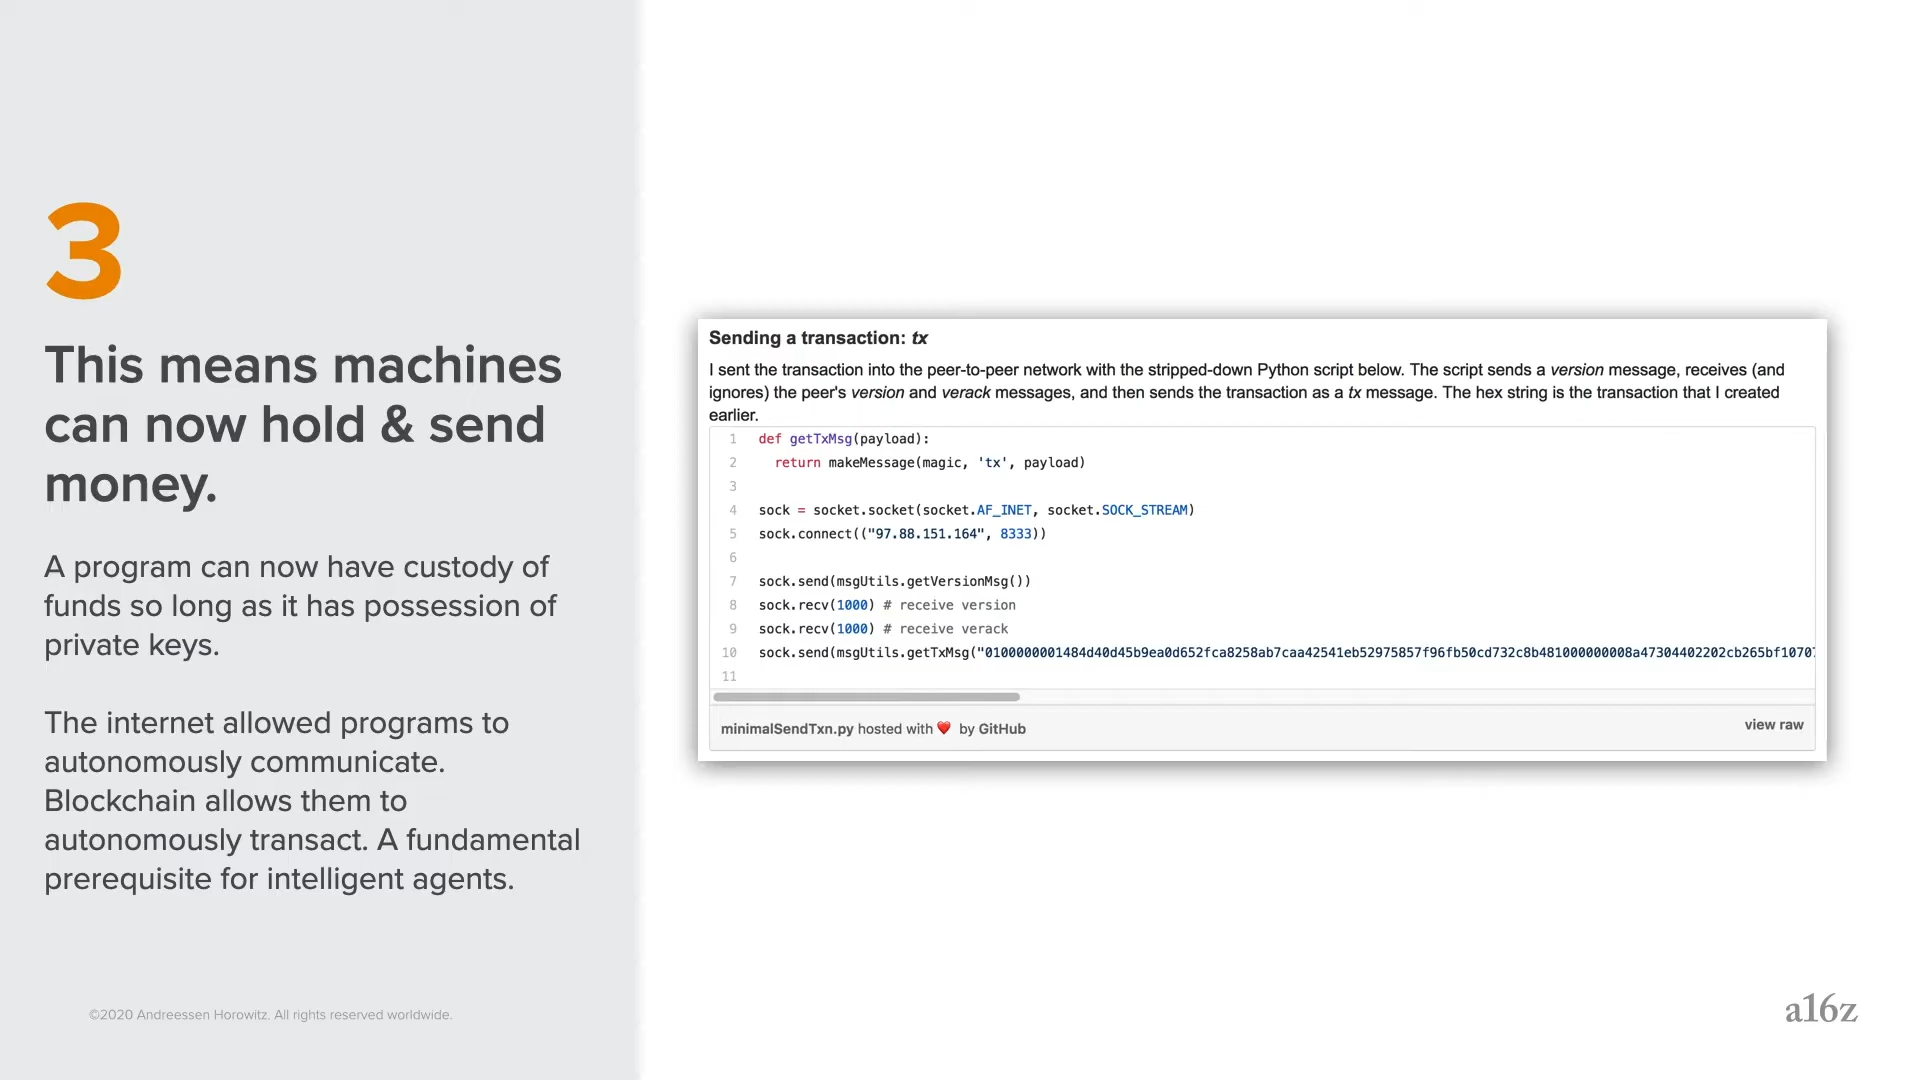 3
This means machines
can now hold & send
money.
A program can now have custody of
funds so long as it has possession of
private keys.
The internet allowed programs to
autonomously communicate.
Blockchain allows them to
autonomously transact. A fundamental
prerequisite for intelligent agents.
©2020 Andreessen Horowitz. All rights reserved worldwide.
Sending a transaction: tx
I sent the transaction into the peer-to-peer network with the stripped-down Python script below. The script sends a version message, receives (and
ignores) the peer's version and verack messages, and then sends the transaction as a tx message. The hex string is the transaction that I created
earlier.
1 def getTxMsg(payload):
2 return makeMessage(magic, 'tx', payload)
3
4 sock = socket.socket(socket.AF_INET, socket.SOCK_STREAM)
5 sock.connect(("97.88.151.164", 8333))
6
7 sock.send(msgUtils.getVersionMsg())
8 sock.recv(1000) # receive version
9 sock.recv(1000) # receive verack
10 sock.send(msgUtils.getTxMsg("0100000001484d40d45b9ea0d652fca8258ab7caa42541eb52975857f96fb50cd732c8b481000000008a47304402202cb265bf10707
11
minimalSendTxn.py hosted with ❤ by GitHub
view raw
a16z